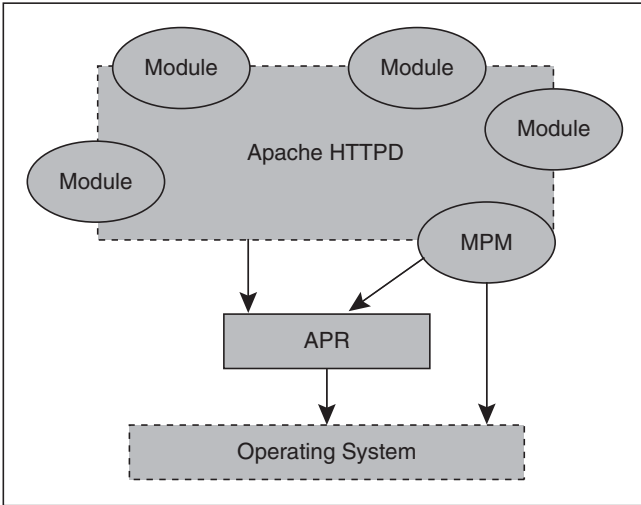 Module
Module
Module
Apache HTTPD
Module
MPM
APR
Operating System